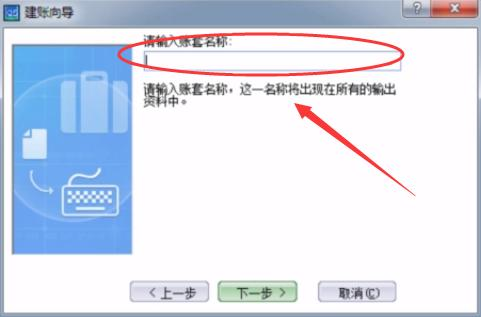 建账向导
请输入账套名称:
请输入账套名称，这一名称将出现在所有的输出
资料中。
<上一步
下一步>
取消(C)